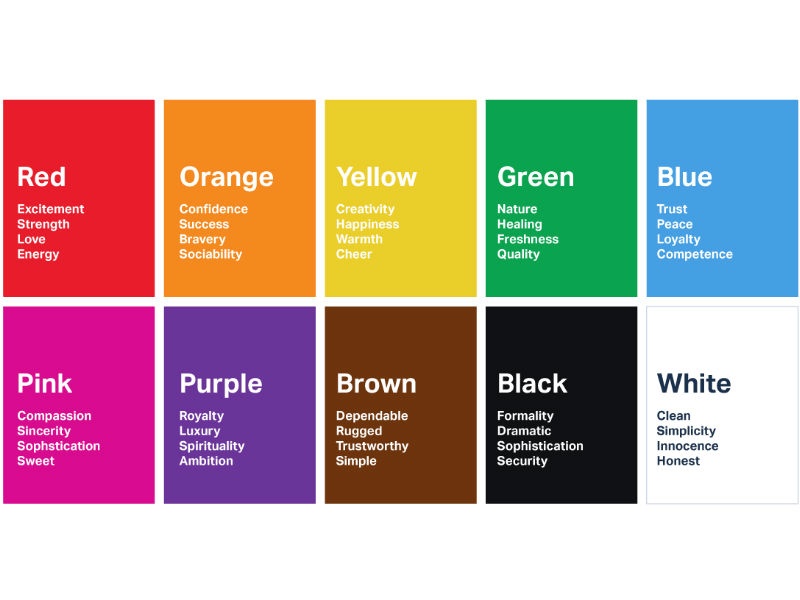 Red
Excitement
Strength
Love
Energy
Orange
Confidence
Success
Bravery
Sociability
Yellow
Creativity
Happiness
Warmth
Cheer
Green
Nature
Healing
Freshness
Quality
Blue
Trust
Peace
Loyalty
Competence
Pink
Compassion
Sincerity
Sophstication
Sweet
Purple
Royalty
Luxury
Spirituality
Ambition
Brown
Dependable
Rugged
Trustworthy
Simple
Black
Formality
Dramatic
Sophistication
Security
White
Clean
Simplicity
Innocence
Honest